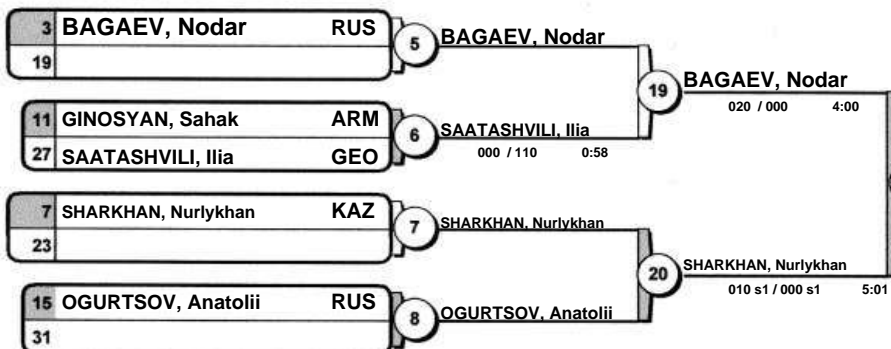 3 BAGAEV, Nodar RUS
19
5
BAGAEV, Nodar
11 GINOSYAN, Sahak ARM
27 SAATASHVILI, Ilia GEO
6
SAATASHVILI, Ilia
000 / 110 0:58
19
BAGAEV, Nodar
020 / 000 4:00
7 SHARKHAN, Nurlykhan KAZ
23
7
SHARKHAN, Nurlykhan
15 OGURTSOV, Anatolii RUS
31
8
OGURTSOV, Anatolii
20
SHARKHAN, Nurlykhan
010 s1 / 000 s1 5:01